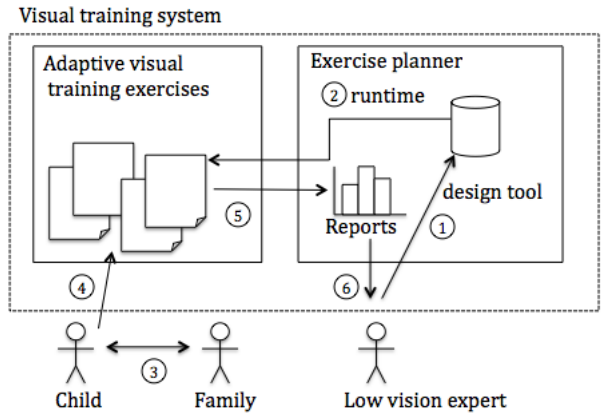 Visual training system
Adaptive visual
training exercises
Exercise planner
2 runtime
design tool
1
Reports
5
6
4
3
Child
Family
Low vision expert